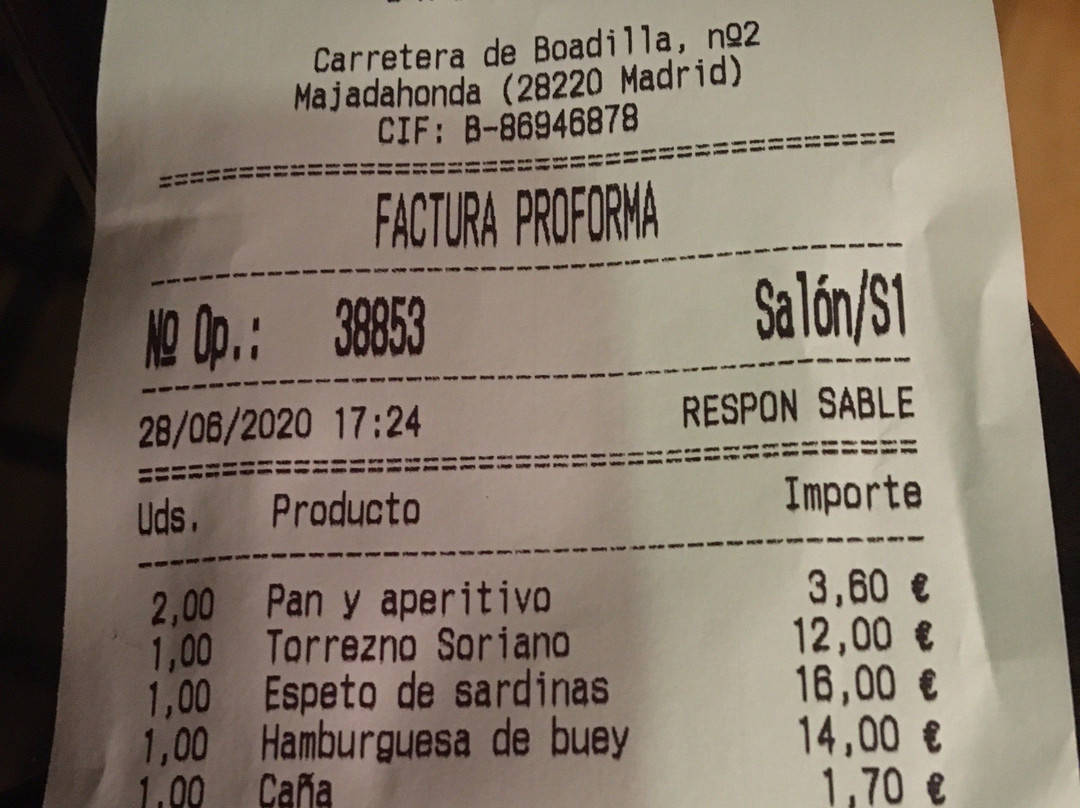 Carretera de Boadilla, nº2
Majadahonda (28220 Madrid)
CIF: B-86946878
FACTURA PROFORMA
Nº Op.: 38853 Salón/S1
28/06/2020 17:24 RESPON SABLE
Uds. Producto Importe
2,00 Pan y aperitivo 3,60 €
1,00 Torrezno Soriano 12,00 €
1,00 Espeto de sardinas 16,00 €
1,00 Hamburguesa de buey 14,00 €
1,00 Caña 1,70 €